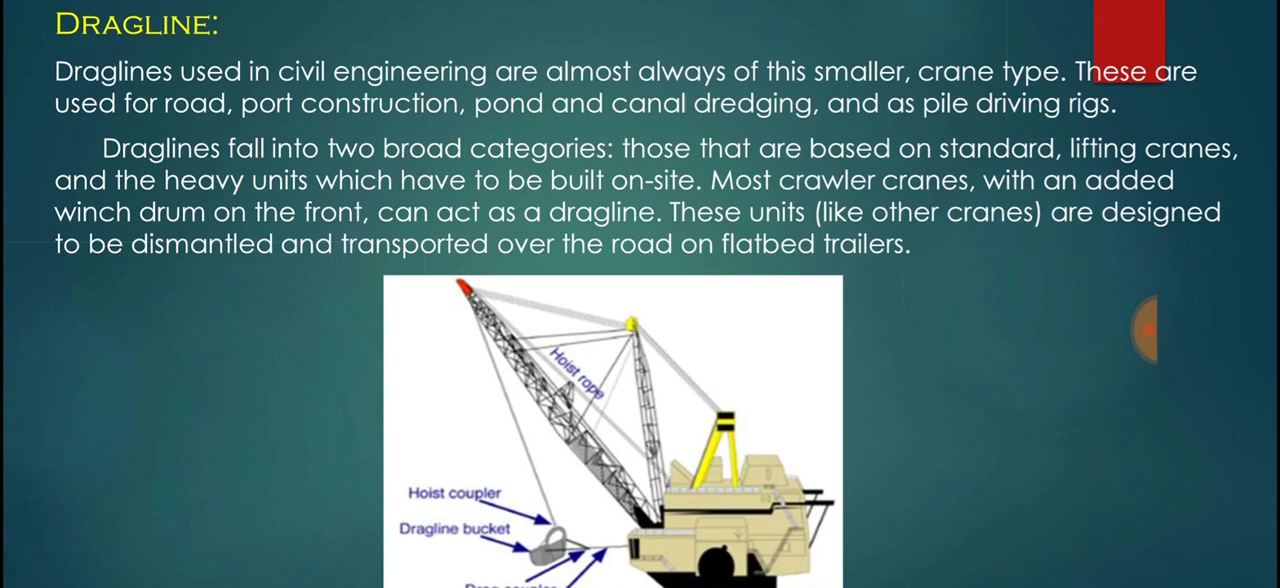 DRAGLINE:
Draglines used in civil engineering are almost always of this smaller, crane type. These are
used for road, port construction, pond and canal dredging, and as pile driving rigs.
Draglines fall into two broad categories: those that are based on standard, lifting cranes,
and the heavy units which have to be built on-site. Most crawler cranes, with an added
winch drum on the front, can act as a dragline. These units (like other cranes) are designed
to be dismantled and transported over the road on flatbed trailers.
Hoist rope
Hoist coupler
Dragline bucket